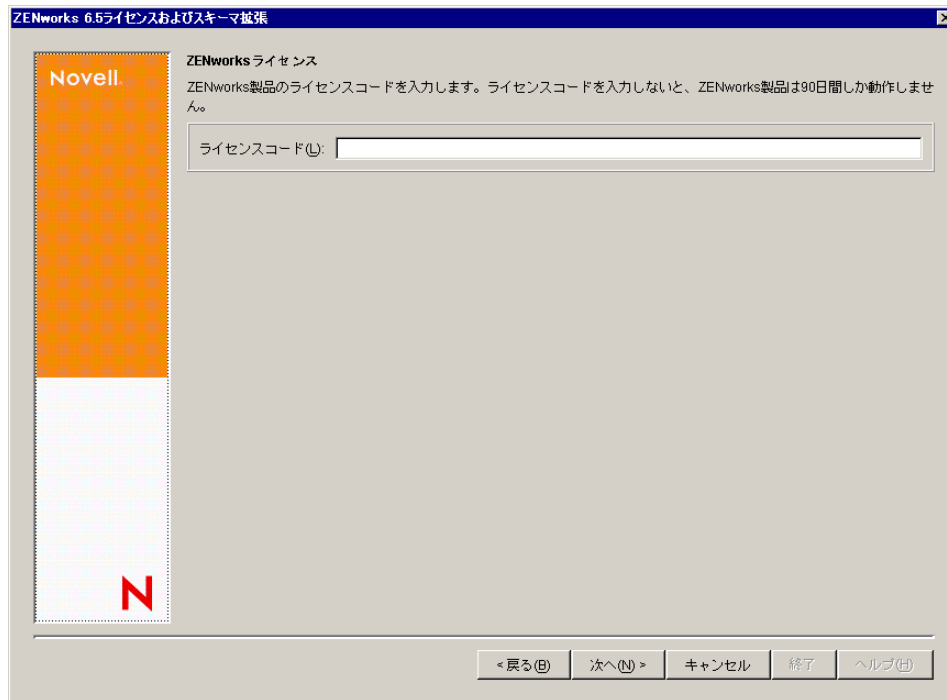 ZENworks 6.5ライセンスおよびスキーマ拡張
Novell.
ZENworksライセンス
ZENworks製品のライセンスコードを入力します。ライセンスコードを入力しないと、ZENworks製品は90日間しか動作しませ
ん。
ライセンスコード(L):
N
<戻る(B) 次へ(N)> キャンセル 終了 ヘルプ(H)